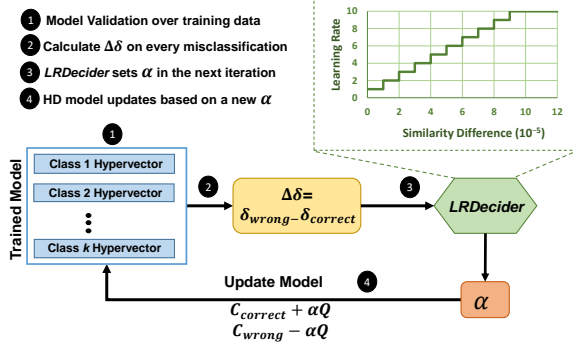 1 Model Validation over training data
2 Calculate Δδ on every misclassification
3 LRDecider sets α in the next iteration
4 HD model updates based on a new α
Learning Rate
10
8
6
4
2
0
0 2 4 6 8 10 12
Similarity Difference (10⁻⁵)
1
Trained Model
Class 1 Hypervector
Class 2 Hypervector
Class k Hypervector
2
Δδ=
δwrong−δcorrect
3
LRDecider
Update Model
4
Ccorrect + αQ
Cwrong − αQ
α